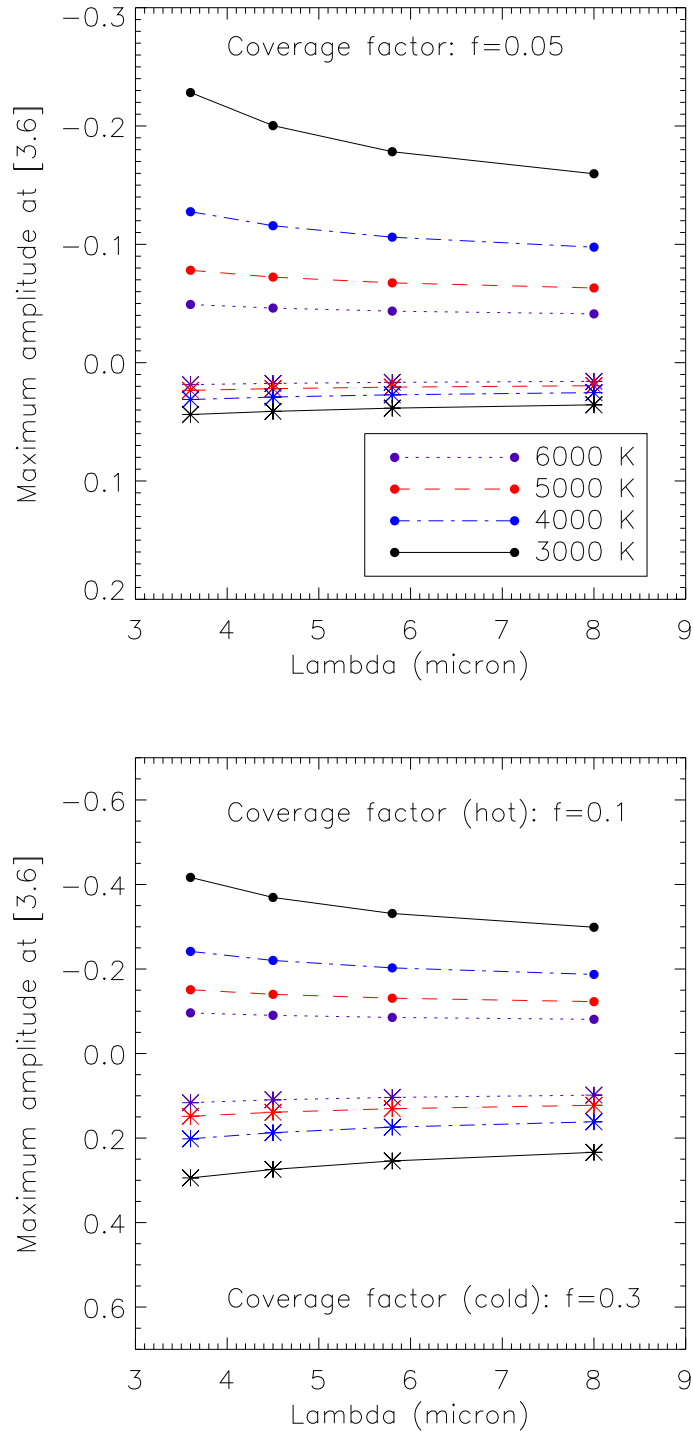 Coverage factor: f=0.05
Maximum amplitude at [3.6]
-0.3
-0.2
-0.1
0.0
0.1
0.2
6000 K
5000 K
4000 K
3000 K
3 4 5 6 7 8 9
Lambda (micron)
Coverage factor (hot): f=0.1
Maximum amplitude at [3.6]
-0.6
-0.4
-0.2
0.0
0.2
0.4
0.6
Coverage factor (cold): f=0.3
3 4 5 6 7 8 9
Lambda (micron)